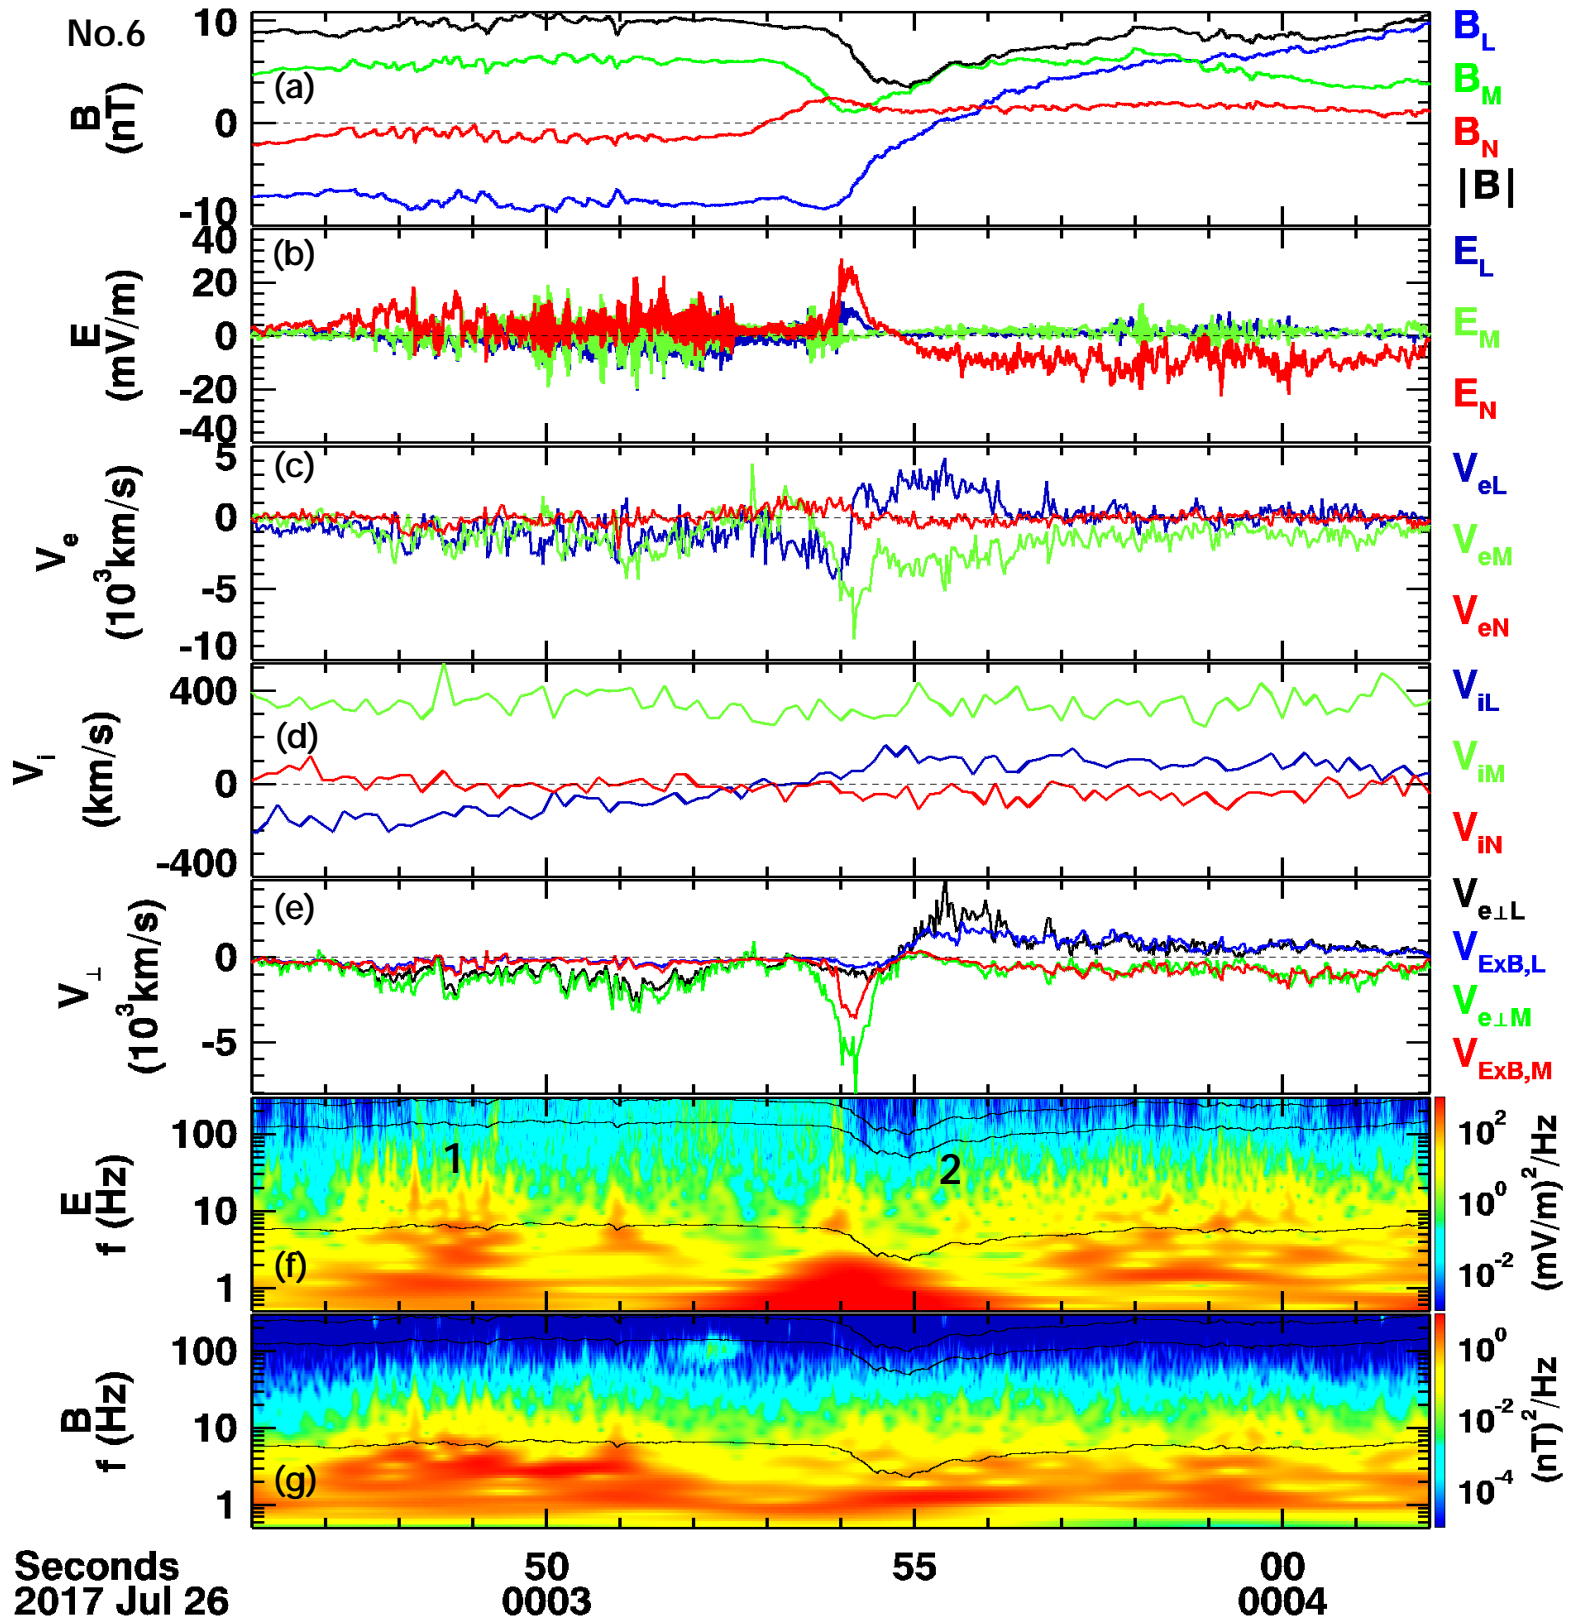 No.6
10
0
-10
B
(nT)
(a)
B_L
B_M
B_N
|B|
40
20
0
-20
-40
E
(mV/m)
(b)
E_L
E_M
E_N
5
0
-5
-10
V_e
(10^3 km/s)
(c)
V_eL
V_eM
V_eN
400
0
-400
V_i
(km/s)
(d)
V_iL
V_iM
V_iN
0
-5
V_⊥
(10^3 km/s)
(e)
V_e⊥L
V_ExB,L
V_e⊥M
V_ExB,M
100
10
1
E
f (Hz)
(f)
1
2
10^2
10^0
10^-2
(mV/m)^2/Hz
100
10
1
B
f (Hz)
(g)
10^0
10^-2
10^-4
(nT)^2/Hz
Seconds 50 55 00
2017 Jul 26 0003 0004